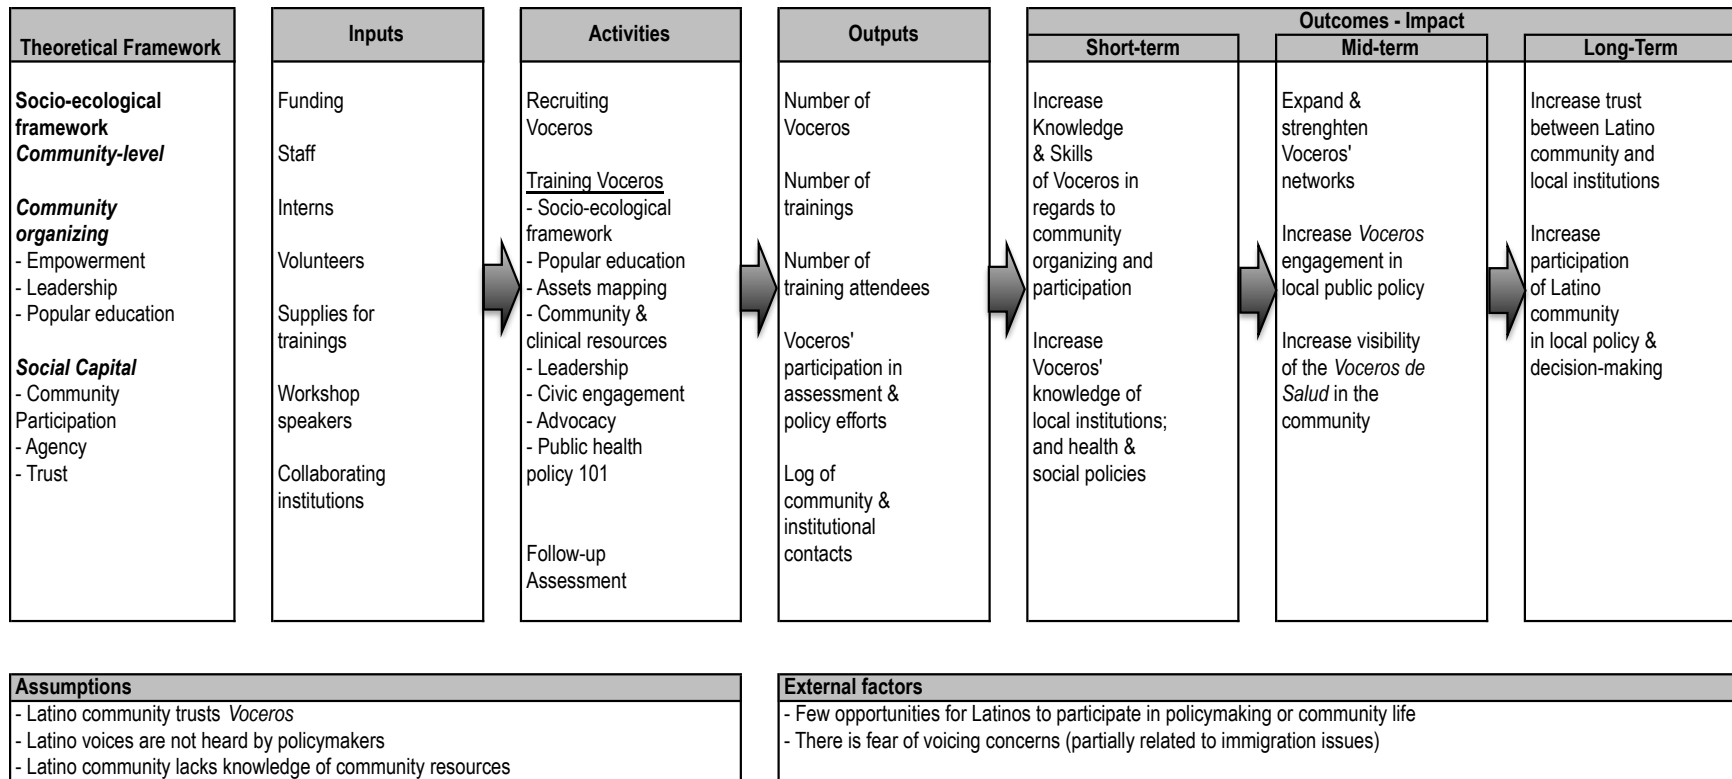 Theoretical Framework
Socio-ecological
framework
Community-level
Community
organizing
- Empowerment
- Leadership
- Popular education
Social Capital
- Community
Participation
- Agency
- Trust
Inputs
Funding
Staff
Interns
Volunteers
Supplies for
trainings
Workshop
speakers
Collaborating
institutions
Activities
Recruiting
Voceros
Training Voceros
- Socio-ecological
framework
- Popular education
- Assets mapping
- Community &
clinical resources
- Leadership
- Civic engagement
- Advocacy
- Public health
policy 101
Follow-up
Assessment
Outputs
Number of
Voceros
Number of
trainings
Number of
training attendees
Voceros'
participation in
assessment &
policy efforts
Log of
community &
institutional
contacts
Outcomes - Impact
Short-term
Increase
Knowledge
& Skills
of Voceros in
regards to
community
organizing and
participation
Increase
Voceros'
knowledge of
local institutions;
and health &
social policies
Mid-term
Expand &
strenghten
Voceros'
networks
Increase Voceros
engagement in
local public policy
Increase visibility
of the Voceros de
Salud in the
community
Long-Term
Increase trust
between Latino
community and
local institutions
Increase
participation
of Latino
community
in local policy &
decision-making
Assumptions
- Latino community trusts Voceros
- Latino voices are not heard by policymakers
- Latino community lacks knowledge of community resources
External factors
- Few opportunities for Latinos to participate in policymaking or community life
- There is fear of voicing concerns (partially related to immigration issues)